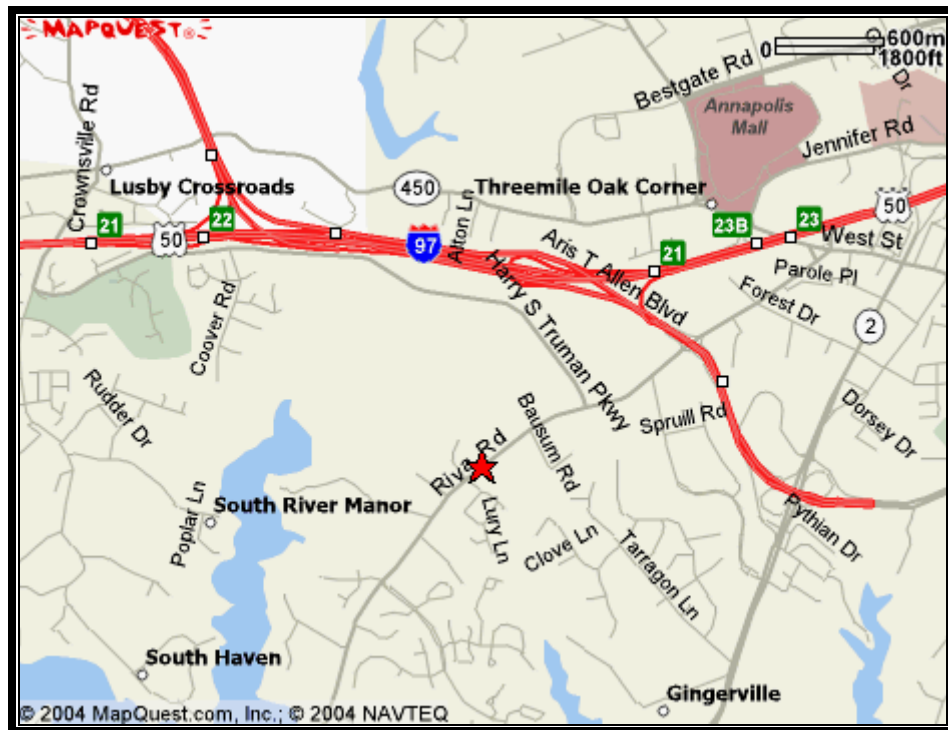 MAPQUEST®
0 600m
1800ft
Bestgate Rd
Dr
Annapolis
Mall
Jennifer Rd
Crownsville Rd
Lusby Crossroads
450
Threemile Oak Corner
50
21
22
50
97
Alton Ln
Aris T Allen Blvd
21
23B
23
West St
Parole Pl
Forest Dr
2
Coover Rd
Harry S Truman Pkwy
Rudder Dr
Bausum Rd
Spruill Rd
Dorsey Dr
Riva Rd
South River Manor
Poplar Ln
Lury Ln
Clove Ln
Tarragon Ln
Pythian Dr
South Haven
Gingerville
© 2004 MapQuest.com, Inc.; © 2004 NAVTEQ